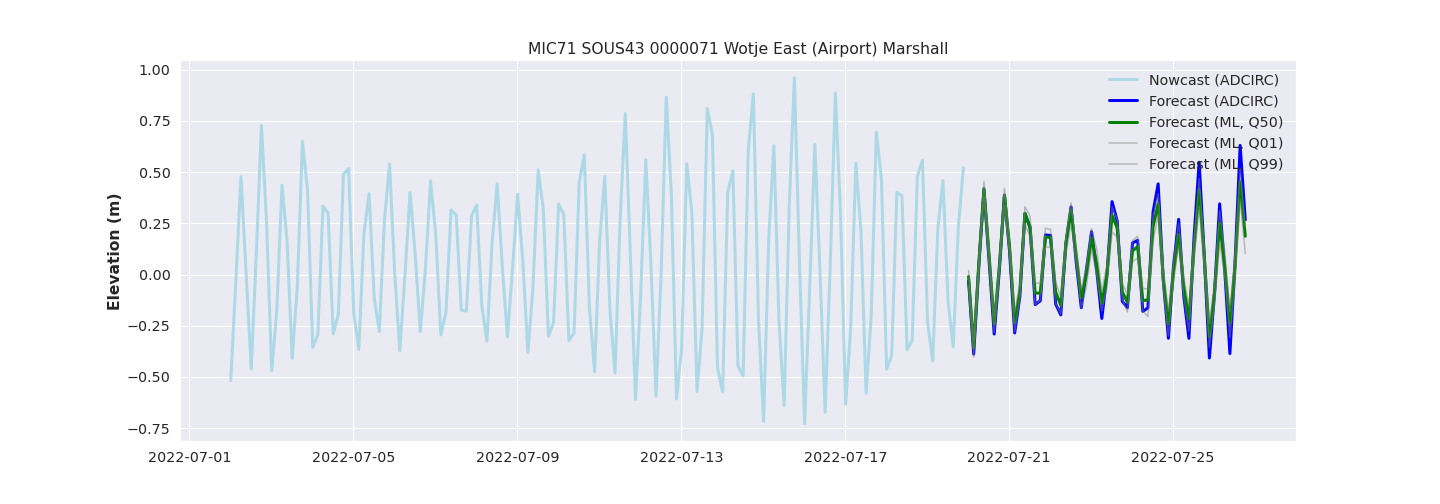 MIC71 SOUS43 0000071 Wotje East (Airport) Marshall
1.00
0.75
0.50
0.25
0.00
−0.25
−0.50
−0.75
Elevation (m)
Nowcast (ADCIRC)
Forecast (ADCIRC)
Forecast (ML, Q50)
Forecast (ML, Q01)
Forecast (ML, Q99)
2022-07-01 2022-07-05 2022-07-09 2022-07-13 2022-07-17 2022-07-21 2022-07-25